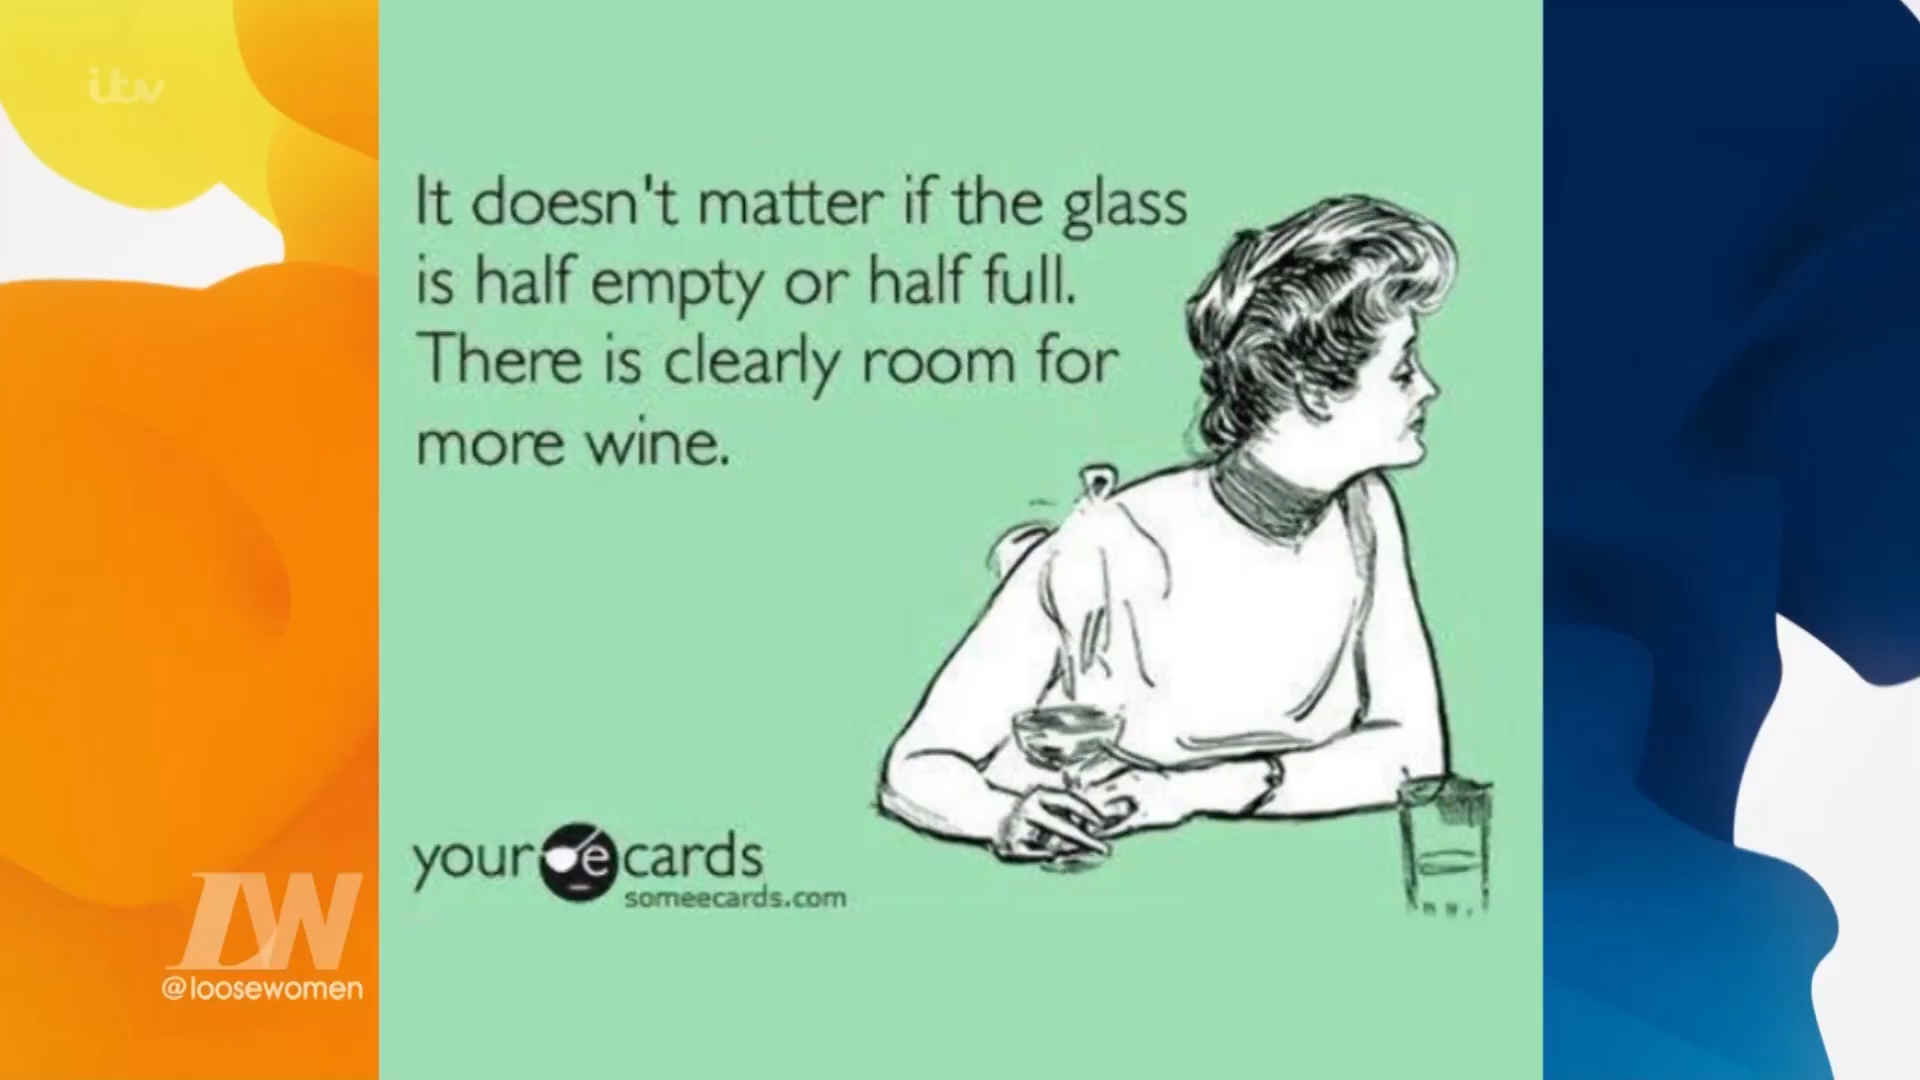 itv
It doesn't matter if the glass
is half empty or half full.
There is clearly room for
more wine.
your e cards
someecards.com
LW
@loosewomen